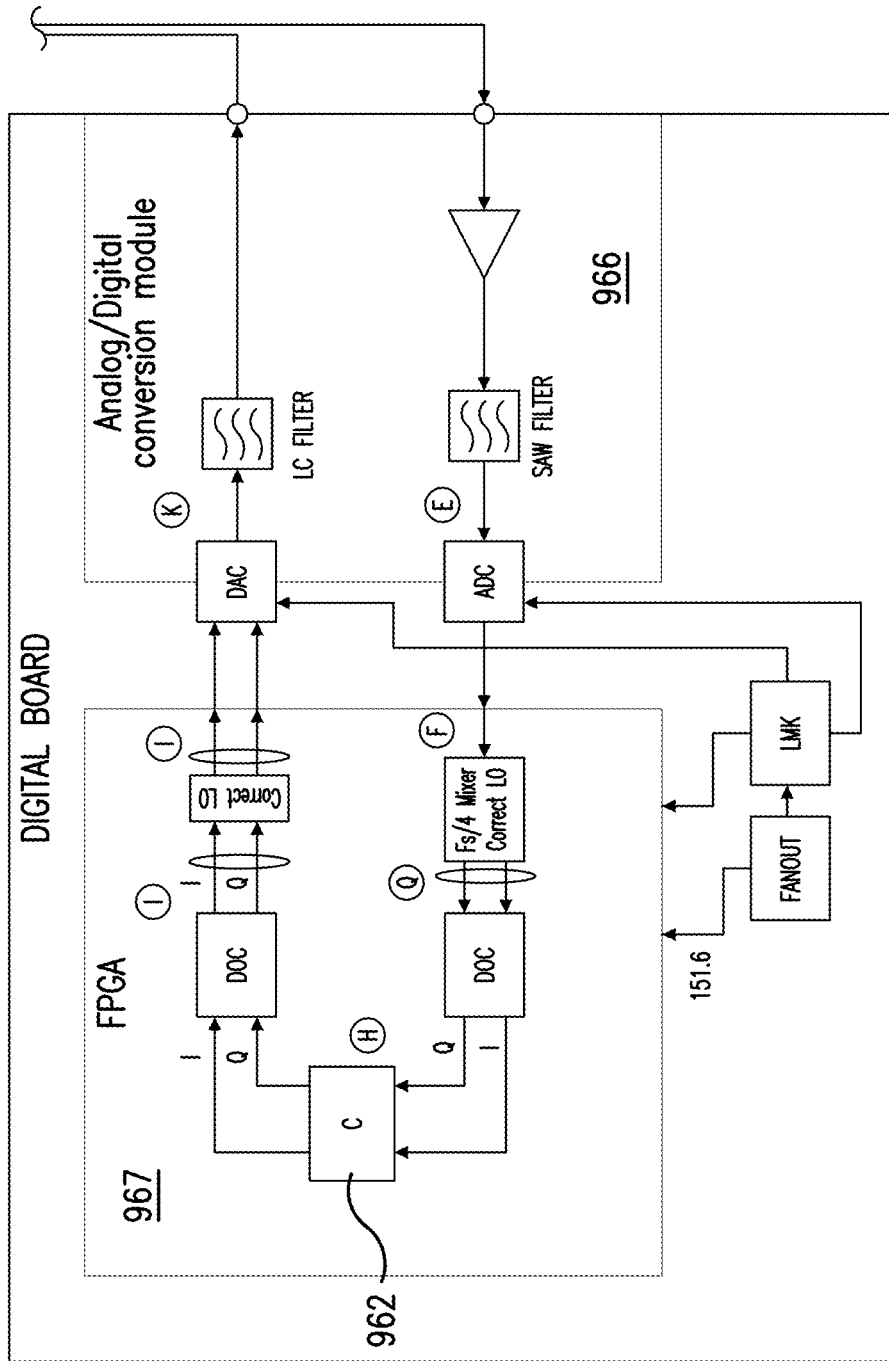 DIGITAL BOARD
FPGA
967
Analog/Digital
conversion module
966
I
Q
DOC
I
I
Q
Correct LO
I
DAC
K
LC FILTER
C
H
962
Q
I
DOC
Q
Fs/4 Mixer
Correct LO
F
ADC
E
SAW FILTER
151.6
FANOUT
LMK